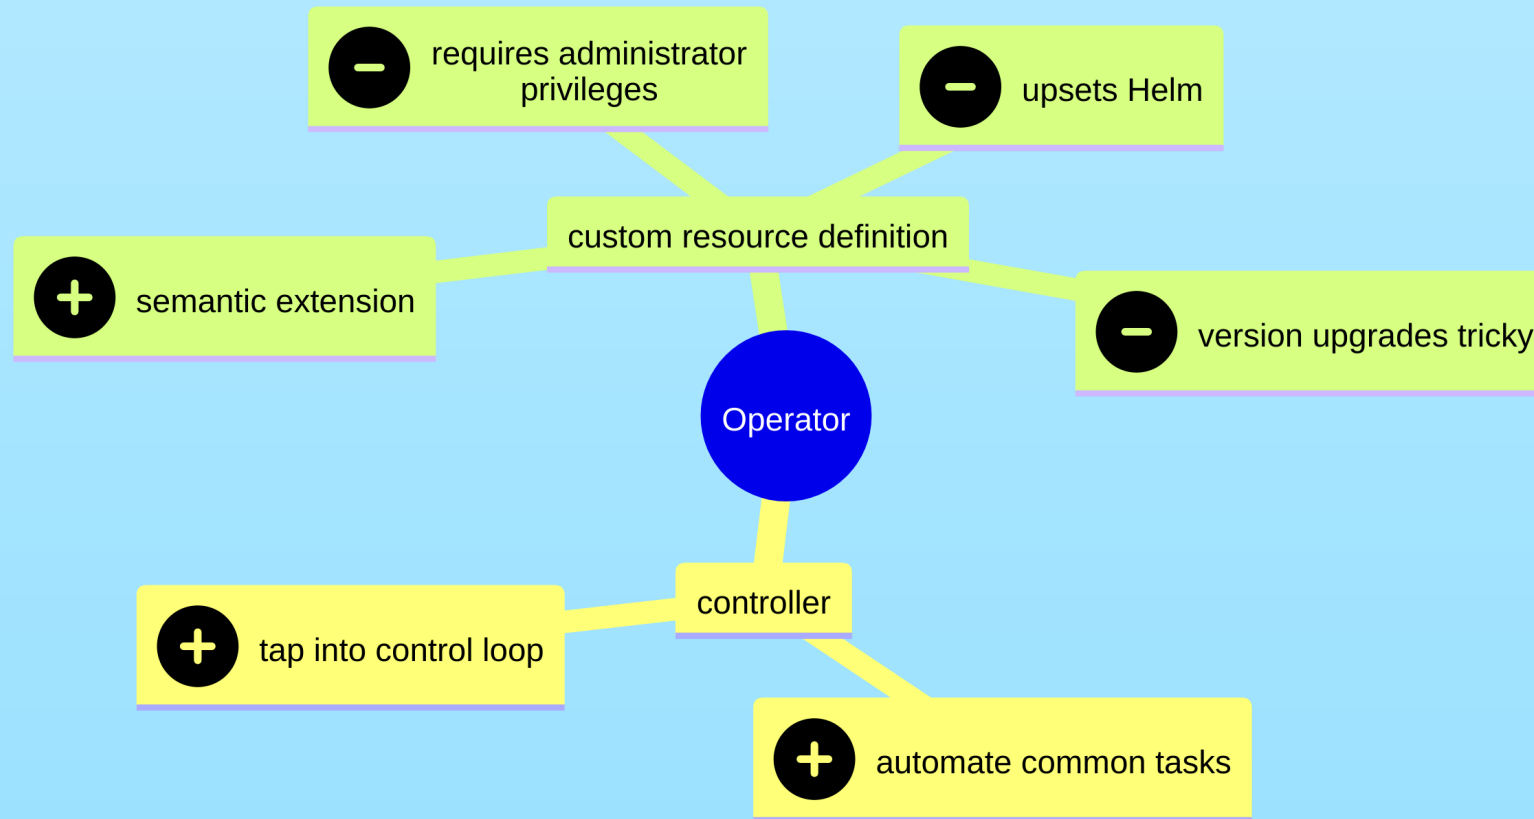 requires administrator
privileges
upsets Helm
custom resource definition
semantic extension
version upgrades tricky
Operator
controller
tap into control loop
automate common tasks